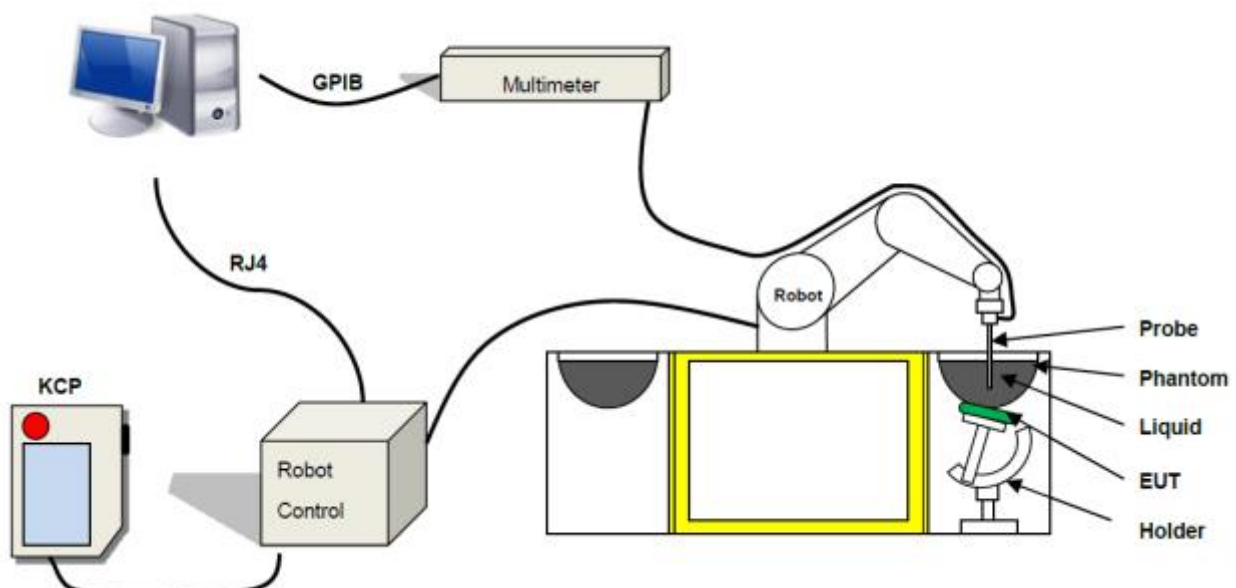 GPIB
Multimeter
RJ4
Robot
Probe
Phantom
KCP
Liquid
Robot
Control
EUT
Holder